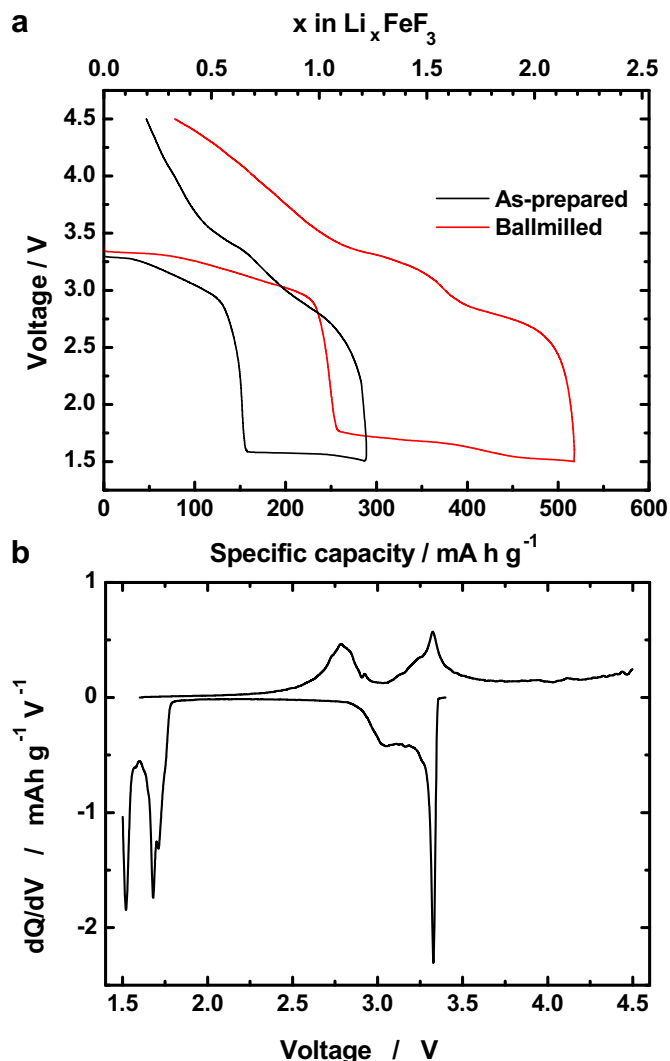 a
x in LixFeF3
0.0 0.5 1.0 1.5 2.0 2.5
4.5
4.0
3.5
3.0
2.5
2.0
1.5
Voltage / V
As-prepared
Ballmilled
0 100 200 300 400 500 600
Specific capacity / mA h g-1
b
1
0
-1
-2
dQ/dV / mAh g-1 V-1
1.5 2.0 2.5 3.0 3.5 4.0 4.5
Voltage / V